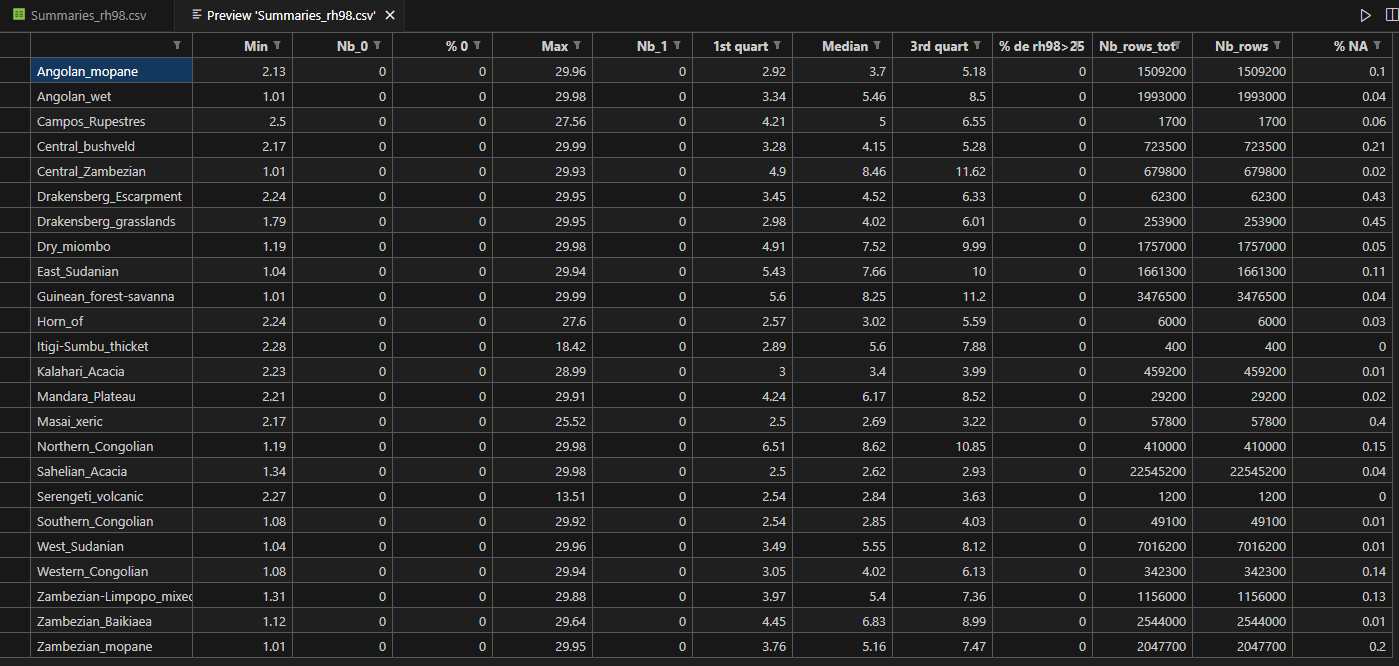 Summaries_rh98.csv Preview 'Summaries_rh98.csv'
Min Nb_0 % 0 Max Nb_1 1st quart Median 3rd quart % de rh98>25 Nb_rows_tot Nb_rows % NA
Angolan_mopane 2.13 0 0 29.96 0 2.92 3.7 5.18 0 1509200 1509200 0.1
Angolan_wet 1.01 0 0 29.98 0 3.34 5.46 8.5 0 1993000 1993000 0.04
Campos_Rupestres 2.5 0 0 27.56 0 4.21 5 6.55 0 1700 1700 0.06
Central_bushveld 2.17 0 0 29.99 0 3.28 4.15 5.28 0 723500 723500 0.21
Central_Zambezian 1.01 0 0 29.93 0 4.9 8.46 11.62 0 679800 679800 0.02
Drakensberg_Escarpment 2.24 0 0 29.95 0 3.45 4.52 6.33 0 62300 62300 0.43
Drakensberg_grasslands 1.79 0 0 29.95 0 2.98 4.02 6.01 0 253900 253900 0.45
Dry_miombo 1.19 0 0 29.98 0 4.91 7.52 9.99 0 1757000 1757000 0.05
East_Sudanian 1.04 0 0 29.94 0 5.43 7.66 10 0 1661300 1661300 0.11
Guinean_forest-savanna 1.01 0 0 29.99 0 5.6 8.25 11.2 0 3476500 3476500 0.04
Horn_of 2.24 0 0 27.6 0 2.57 3.02 5.59 0 6000 6000 0.03
Itigi-Sumbu_thicket 2.28 0 0 18.42 0 2.89 5.6 7.88 0 400 400 0
Kalahari_Acacia 2.23 0 0 28.99 0 3 3.4 3.99 0 459200 459200 0.01
Mandara_Plateau 2.21 0 0 29.91 0 4.24 6.17 8.52 0 29200 29200 0.02
Masai_xeric 2.17 0 0 25.52 0 2.5 2.69 3.22 0 57800 57800 0.4
Northern_Congolian 1.19 0 0 29.98 0 6.51 8.62 10.85 0 410000 410000 0.15
Sahelian_Acacia 1.34 0 0 29.98 0 2.5 2.62 2.93 0 22545200 22545200 0.04
Serengeti_volcanic 2.27 0 0 13.51 0 2.54 2.84 3.63 0 1200 1200 0
Southern_Congolian 1.08 0 0 29.92 0 2.54 2.85 4.03 0 49100 49100 0.01
West_Sudanian 1.04 0 0 29.96 0 3.49 5.55 8.12 0 7016200 7016200 0.01
Western_Congolian 1.08 0 0 29.94 0 3.05 4.02 6.13 0 342300 342300 0.14
Zambezian-Limpopo_mixed 1.31 0 0 29.88 0 3.97 5.4 7.36 0 1156000 1156000 0.13
Zambezian_Baikiaea 1.12 0 0 29.64 0 4.45 6.83 8.99 0 2544000 2544000 0.01
Zambezian_mopane 1.01 0 0 29.95 0 3.76 5.16 7.47 0 2047700 2047700 0.2